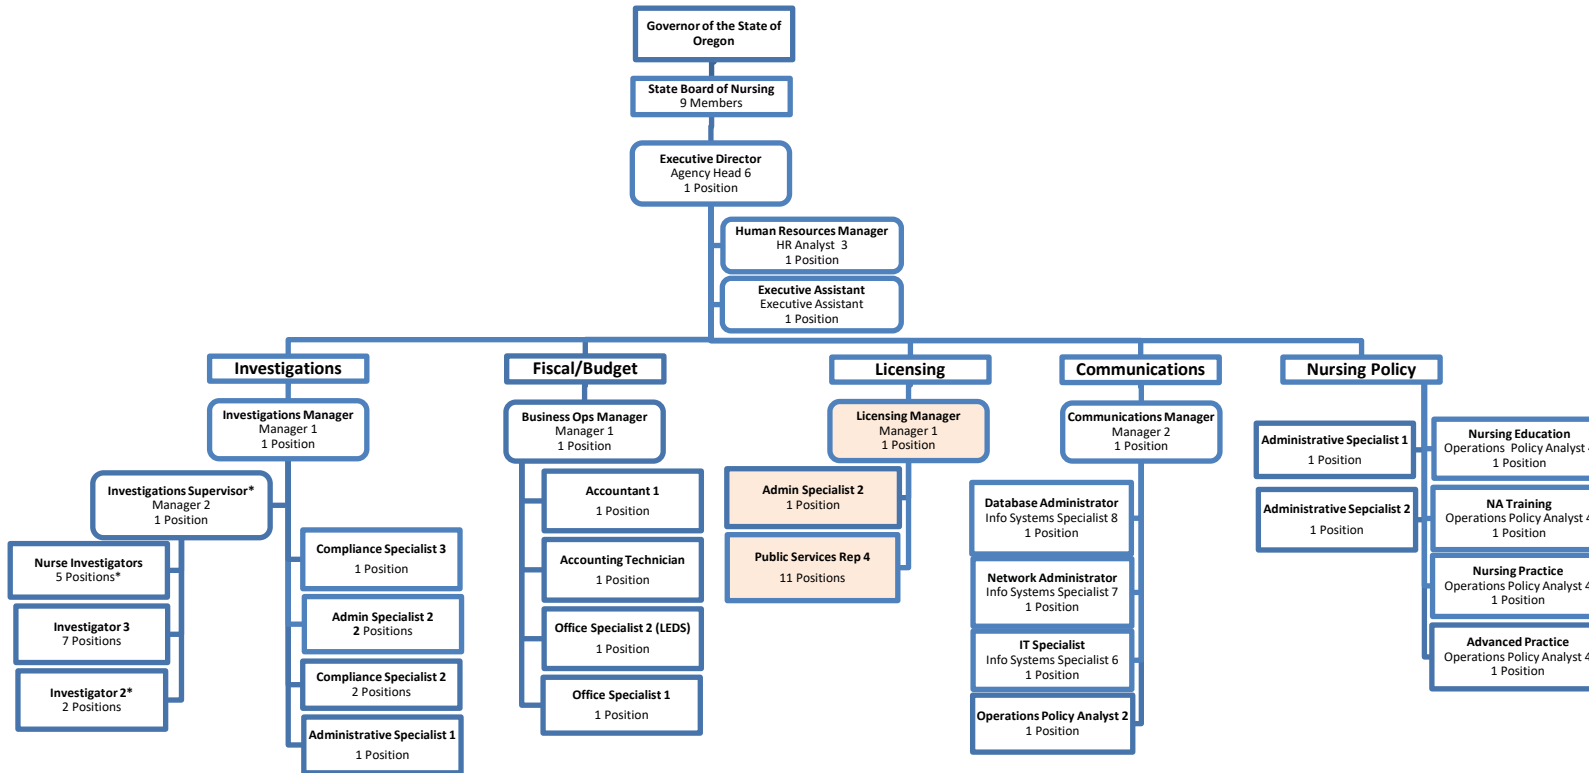 Governor of the State of
Oregon
State Board of Nursing
9 Members
Executive Director
Agency Head 6
1 Position
Human Resources Manager
HR Analyst 3
1 Position
Executive Assistant
Executive Assistant
1 Position
Investigations
Investigations Manager
Manager 1
1 Position
Investigations Supervisor*
Manager 2
1 Position
Nurse Investigators
5 Positions*
Investigator 3
7 Positions
Investigator 2*
2 Positions
Compliance Specialist 3
1 Position
Admin Specialist 2
2 Positions
Compliance Specialist 2
2 Positions
Administrative Specialist 1
1 Position
Fiscal/Budget
Business Ops Manager
Manager 1
1 Position
Accountant 1
1 Position
Accounting Technician
1 Position
Office Specialist 2 (LEDS)
1 Position
Office Specialist 1
1 Position
Licensing
Licensing Manager
Manager 1
1 Position
Admin Specialist 2
1 Position
Public Services Rep 4
11 Positions
Communications
Communications Manager
Manager 2
1 Position
Database Administrator
Info Systems Specialist 8
1 Position
Network Administrator
Info Systems Specialist 7
1 Position
IT Specialist
Info Systems Specialist 6
1 Position
Operations Policy Analyst 2
1 Position
Nursing Policy
Administrative Specialist 1
1 Position
Administrative Sepcialist 2
1 Position
Nursing Education
Operations Policy Analyst
1 Position
NA Training
Operations Policy Analyst 4
1 Position
Nursing Practice
Operations Policy Analyst 4
1 Position
Advanced Practice
Operations Policy Analyst 4
1 Position